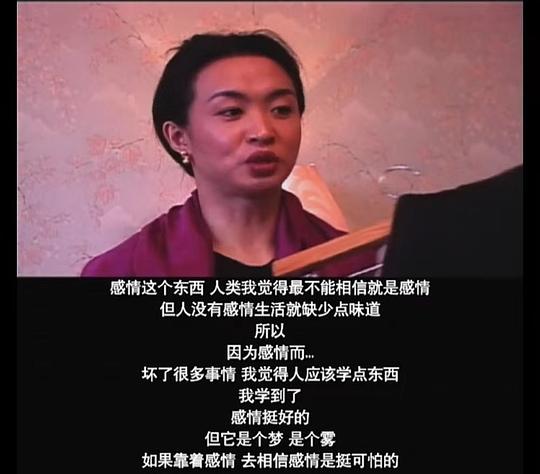 感情这个东西 人类我觉得最不能相信就是感情
但人没有感情生活就缺少点味道
所以
因为感情而...
坏了很多事情 我觉得人应该学点东西
我学到了
感情挺好的
但它是个梦 是个雾
如果靠着感情 去相信感情是挺可怕的